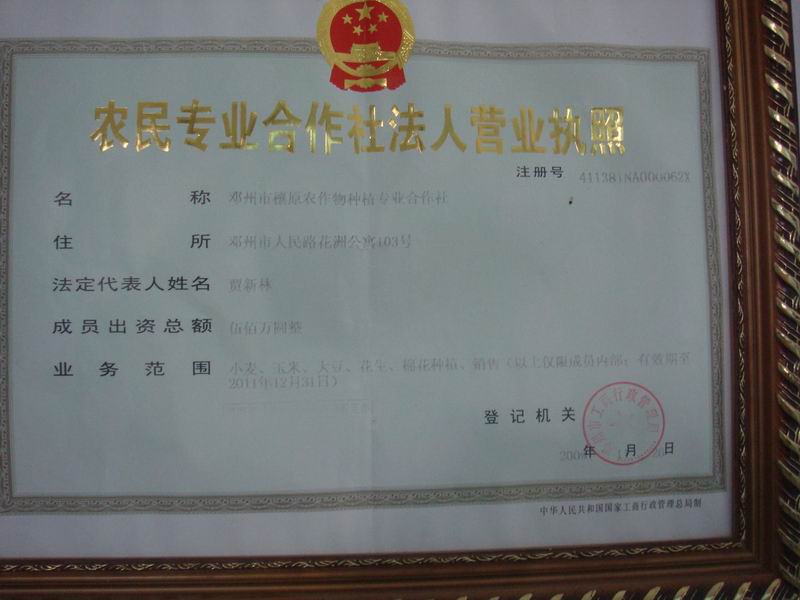 农民专业合作社法人营业执照
注册号 411381NA000062X
名称 邓州市穰原农作物种植专业合作社
住所 邓州市人民路花洲公寓103号
法定代表人姓名 贾新林
成员出资总额 伍佰万圆整
业务范围 小麦、玉米、大豆、花生、棉花种植、销售（以上仅限成员内部；有效期至
2011年12月31日）
登记机关
年 月 日
中华人民共和国国家工商行政管理总局制